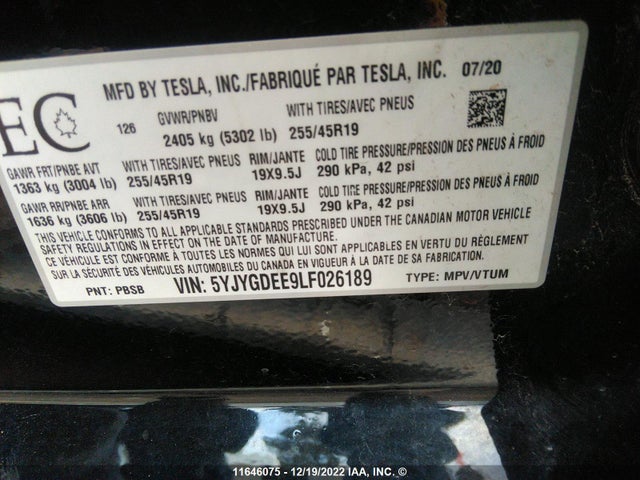 MFD BY TESLA, INC./FABRIQUÉ PAR TESLA, INC. 07/20
EC
126 GVWR/PNBV WITH TIRES/AVEC PNEUS
2405 kg (5302 lb) 255/45R19
GAWR FRT/PNBE AVT WITH TIRES/AVEC PNEUS RIM/JANTE COLD TIRE PRESSURE/PRESSION DES PNEUS À FROID
1363 kg (3004 lb) 255/45R19 19X9.5J 290 kPa, 42 psi
GAWR RR/PNBE ARR WITH TIRES/AVEC PNEUS RIM/JANTE COLD TIRE PRESSURE/PRESSION DES PNEUS À FROID
1636 kg (3606 lb) 255/45R19 19X9.5J 290 kPa, 42 psi
THIS VEHICLE CONFORMS TO ALL APPLICABLE STANDARDS PRESCRIBED UNDER THE CANADIAN MOTOR VEHICLE
SAFETY REGULATIONS IN EFFECT ON THE DATE OF MANUFACTURE
CE VÉHICULE EST CONFORME À TOUTES LES NORMES QUI LUI SONT APPLICABLES EN VERTU DU RÈGLEMENT
SUR LA SÉCURITÉ DES VÉHICULES AUTOMOBILES DU CANADA EN VIGUEUR À LA DATE DE SA FABRICATION
PNT: PBSB VIN: 5YJYGDEE9LF026189 TYPE: MPV/VTUM
11646075 - 12/19/2022 IAA, INC. ©